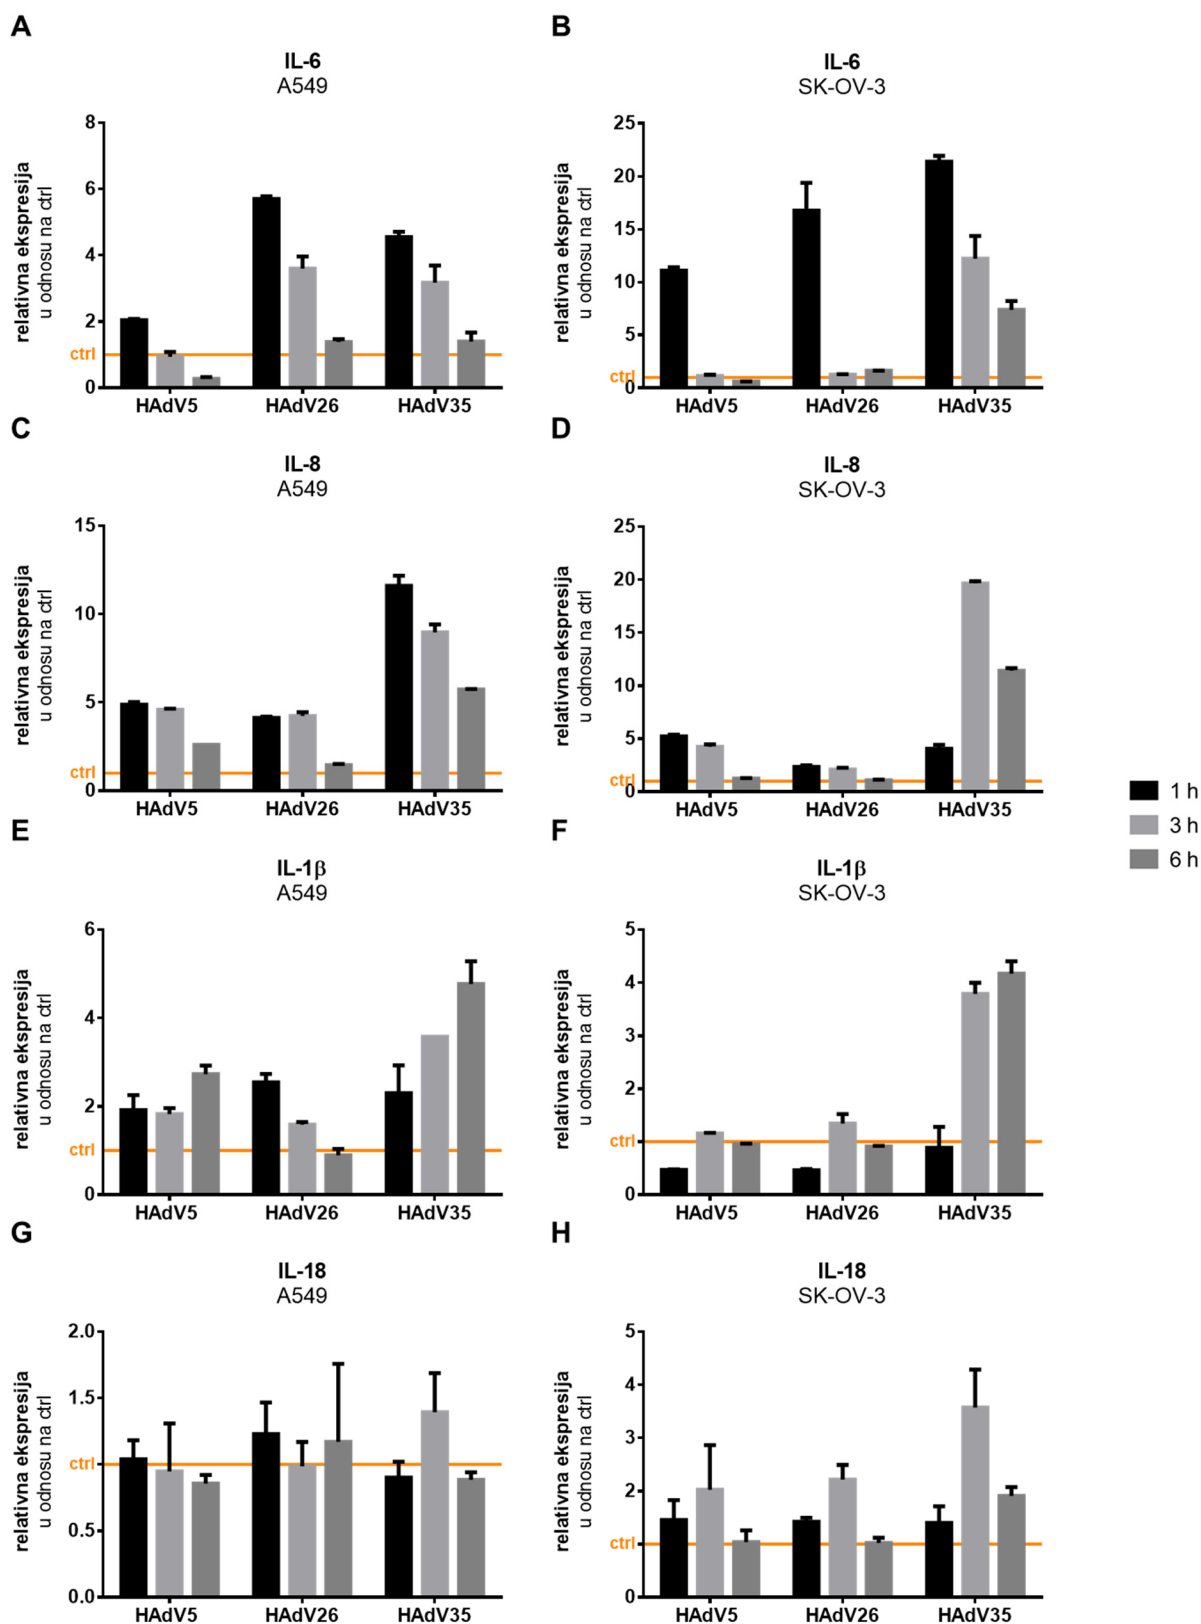 A
IL-6
A549
relativna ekspresija
u odnosu na ctrl
8
6
4
2
ctrl
0
HAdV5 HAdV26 HAdV35
B
IL-6
SK-OV-3
relativna ekspresija
u odnosu na ctrl
25
20
15
10
5
ctrl
0
HAdV5 HAdV26 HAdV35
C
IL-8
A549
relativna ekspresija
u odnosu na ctrl
15
10
5
ctrl
0
HAdV5 HAdV26 HAdV35
D
IL-8
SK-OV-3
relativna ekspresija
u odnosu na ctrl
25
20
15
10
5
ctrl
0
HAdV5 HAdV26 HAdV35
1 h
3 h
6 h
E
IL-1β
A549
relativna ekspresija
u odnosu na ctrl
6
4
2
ctrl
0
HAdV5 HAdV26 HAdV35
F
IL-1β
SK-OV-3
relativna ekspresija
u odnosu na ctrl
5
4
3
2
ctrl
0
HAdV5 HAdV26 HAdV35
G
IL-18
A549
relativna ekspresija
u odnosu na ctrl
2.0
1.5
ctrl
0.5
0.0
HAdV5 HAdV26 HAdV35
H
IL-18
SK-OV-3
relativna ekspresija
u odnosu na ctrl
5
4
3
2
ctrl
0
HAdV5 HAdV26 HAdV35